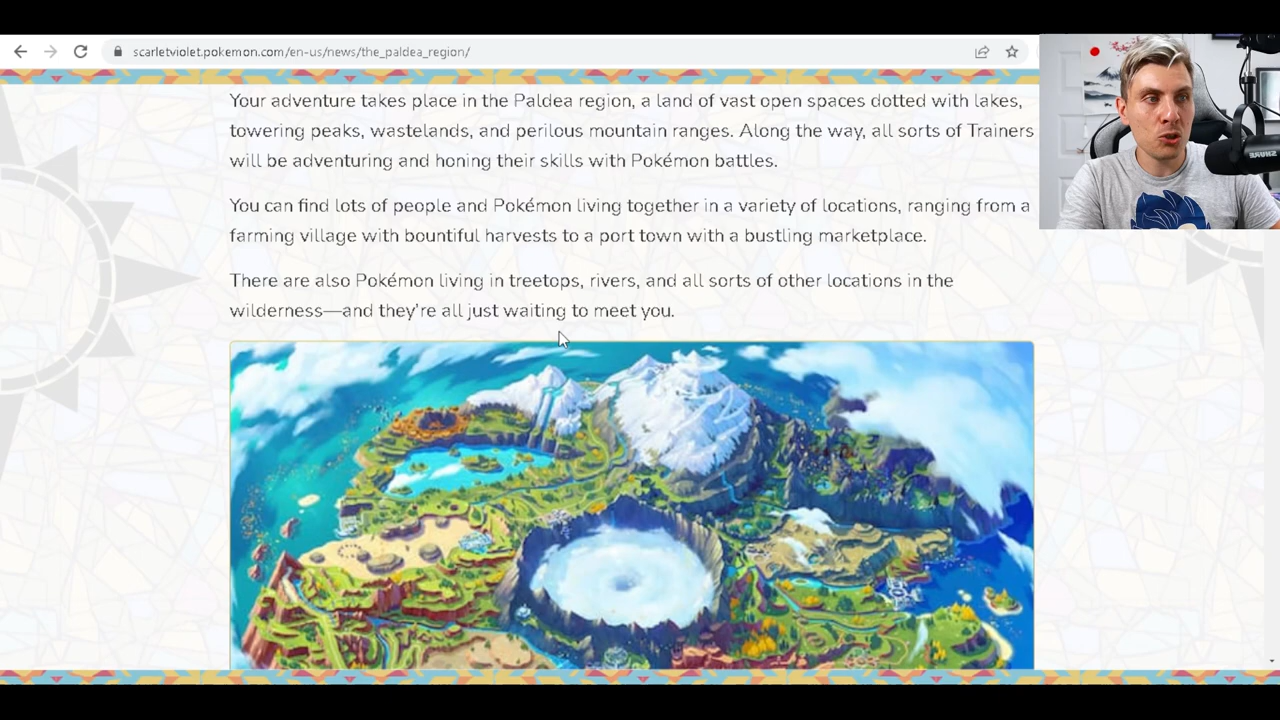 scarletviolet.pokemon.com/en-us/news/the_paldea_region/
Your adventure takes place in the Paldea region, a land of vast open spaces dotted with lakes,
towering peaks, wastelands, and perilous mountain ranges. Along the way, all sorts of Trainers
will be adventuring and honing their skills with Pokémon battles.
You can find lots of people and Pokémon living together in a variety of locations, ranging from a
farming village with bountiful harvests to a port town with a bustling marketplace.
There are also Pokémon living in treetops, rivers, and all sorts of other locations in the
wilderness—and they're all just waiting to meet you.
SHURE